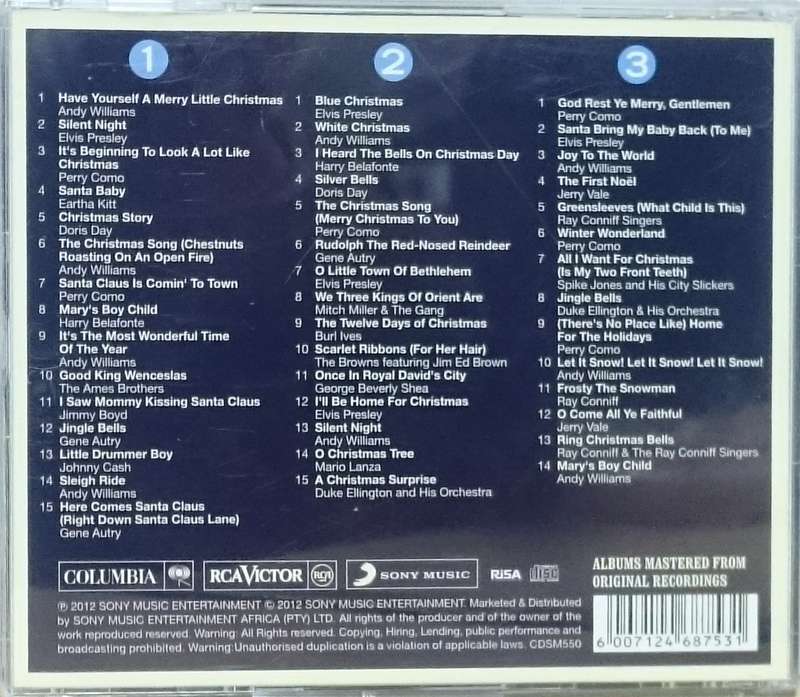 1
1 Have Yourself A Merry Little Christmas
Andy Williams
2 Silent Night
Elvis Presley
3 It's Beginning To Look A Lot Like
Christmas
Perry Como
4 Santa Baby
Eartha Kitt
5 Christmas Story
Doris Day
6 The Christmas Song (Chestnuts
Roasting On An Open Fire)
Andy Williams
7 Santa Claus Is Comin' To Town
Perry Como
8 Mary's Boy Child
Harry Belafonte
9 It's The Most Wonderful Time
Of The Year
Andy Williams
10 Good King Wenceslas
The Ames Brothers
11 I Saw Mommy Kissing Santa Claus
Jimmy Boyd
12 Jingle Bells
Gene Autry
13 Little Drummer Boy
Johnny Cash
14 Sleigh Ride
Andy Williams
15 Here Comes Santa Claus
(Right Down Santa Claus Lane)
Gene Autry
2
1 Blue Christmas
Elvis Presley
2 White Christmas
Andy Williams
3 I Heard The Bells On Christmas Day
Harry Belafonte
4 Silver Bells
Doris Day
5 The Christmas Song
(Merry Christmas To You)
Perry Como
6 Rudolph The Red-Nosed Reindeer
Gene Autry
7 O Little Town Of Bethlehem
Elvis Presley
8 We Three Kings Of Orient Are
Mitch Miller & The Gang
9 The Twelve Days of Christmas
Burl Ives
10 Scarlet Ribbons (For Her Hair)
The Browns featuring Jim Ed Brown
11 Once In Royal David's City
George Beverly Shea
12 I'll Be Home For Christmas
Elvis Presley
13 Silent Night
Andy Williams
14 O Christmas Tree
Mario Lanza
15 A Christmas Surprise
Duke Ellington and His Orchestra
3
1 God Rest Ye Merry, Gentlemen
Perry Como
2 Santa Bring My Baby Back (To Me)
Elvis Presley
3 Joy To The World
Andy Williams
4 The First Noël
Jerry Vale
5 Greensleeves (What Child Is This)
Ray Conniff Singers
6 Winter Wonderland
Perry Como
7 All I Want For Christmas
(Is My Two Front Teeth)
Spike Jones and His City Slickers
8 Jingle Bells
Duke Ellington & His Orchestra
9 (There's No Place Like) Home
For The Holidays
Perry Como
10 Let It Snow! Let It Snow! Let It Snow!
Andy Williams
11 Frosty The Snowman
Ray Conniff
12 O Come All Ye Faithful
Jerry Vale
13 Ring Christmas Bells
Ray Conniff & The Ray Conniff Singers
14 Mary's Boy Child
Andy Williams
COLUMBIA RCA VICTOR RCA SONY MUSIC RISA disc
ALBUMS MASTERED FROM
ORIGINAL RECORDINGS
℗ 2012 SONY MUSIC ENTERTAINMENT © 2012 SONY MUSIC ENTERTAINMENT. Marketed & Distributed
by SONY MUSIC ENTERTAINMENT AFRICA (PTY) LTD. All rights of the producer and of the owner of the
work reproduced reserved. Warning: All Rights reserved. Copying, Hiring, Lending, public performance and
broadcasting prohibited. Warning:Unauthorised duplication is a violation of applicable laws. CDSM550
6 007124 687531